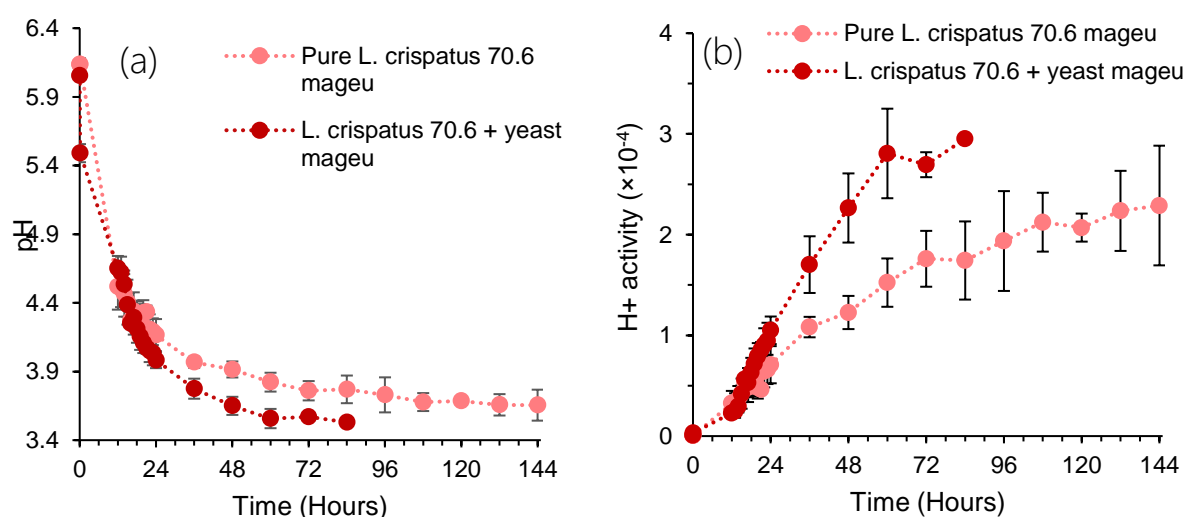 (a)
Pure L. crispatus 70.6
mageu
L. crispatus 70.6 + yeast
mageu
6.4
5.9
5.4
4.9
4.4
3.9
3.4
pH
0 24 48 72 96 120 144
Time (Hours)
(b)
Pure L. crispatus 70.6 mageu
L. crispatus 70.6 + yeast mageu
4
3
2
1
0
H+ activity (×10-4)
0 24 48 72 96 120 144
Time (Hours)